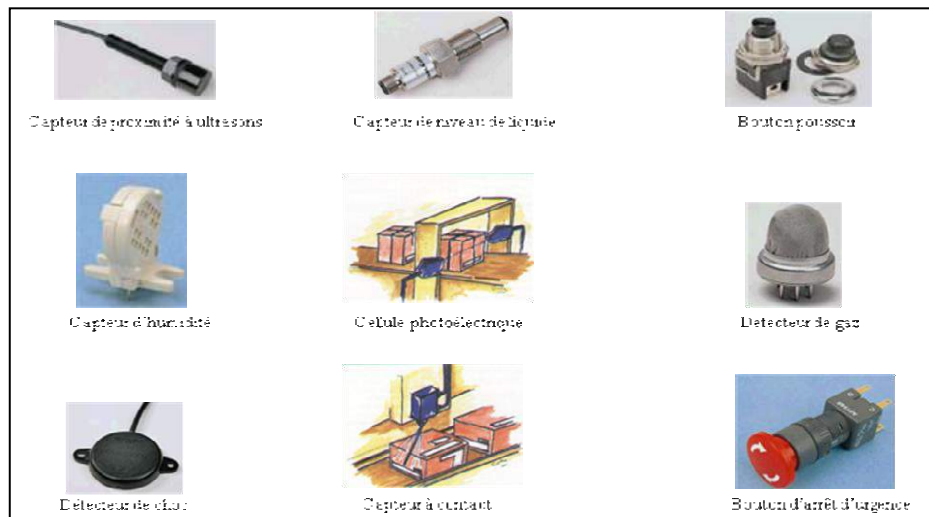 Capteur de proximité à ultrasons
Capteur de niveau de liquide
Bouton poussoir
Capteur d'humidité
Cellule photoélectrique
Détecteur de gaz
Détecteur de choc
Capteur à contact
Bouton d'arrêt d'urgence